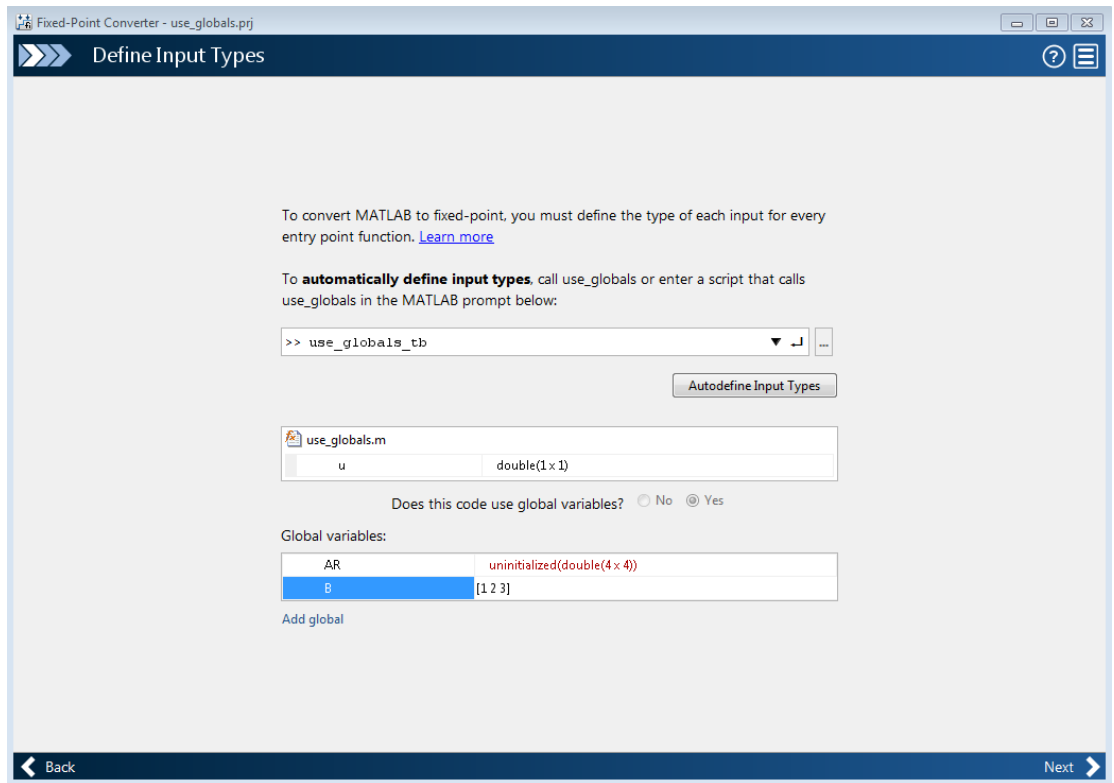 Fixed-Point Converter - use_globals.prj
Define Input Types
To convert MATLAB to fixed-point, you must define the type of each input for every
entry point function. Learn more
To automatically define input types, call use_globals or enter a script that calls
use_globals in the MATLAB prompt below:
>> use_globals_tb
...
Autodefine Input Types
use_globals.m
u double(1 x 1)
Does this code use global variables? No Yes
Global variables:
AR uninitialized(double(4 x 4))
B [1 2 3]
Add global
Back Next